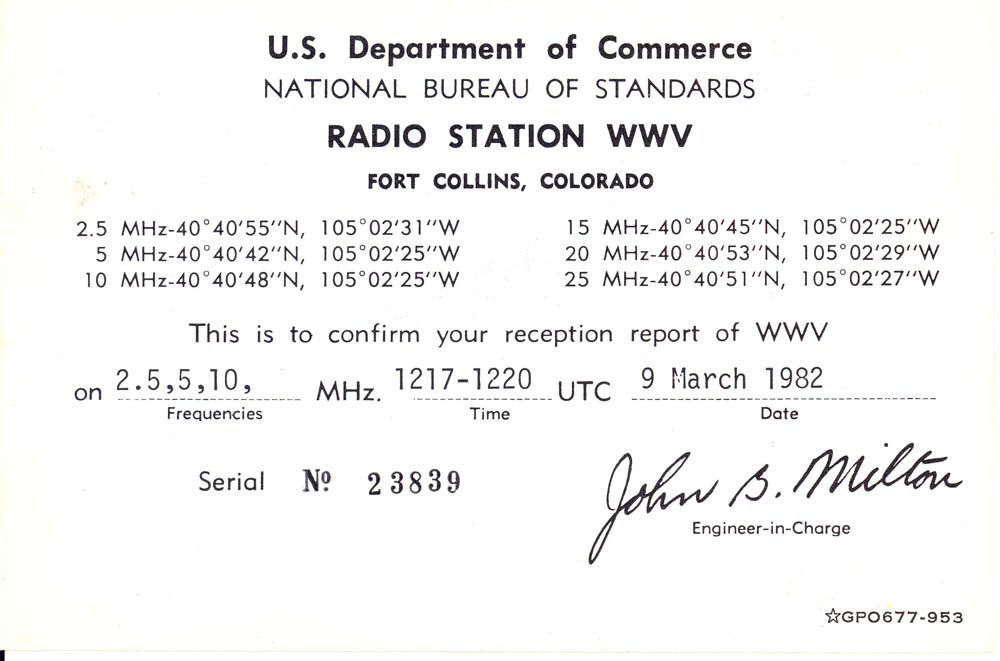 U.S. Department of Commerce
NATIONAL BUREAU OF STANDARDS
RADIO STATION WWV
FORT COLLINS, COLORADO
2.5 MHz-40°40'55"N, 105°02'31"W
5 MHz-40°40'42"N, 105°02'25"W
10 MHz-40°40'48"N, 105°02'25"W
15 MHz-40°40'45"N, 105°02'25"W
20 MHz-40°40'53"N, 105°02'29"W
25 MHz-40°40'51"N, 105°02'27"W
This is to confirm your reception report of WWV
on 2.5,5,10, MHz. 1217-1220 UTC 9 March 1982
Frequencies Time Date
Serial Nº 23839
John B. Milton
Engineer-in-Charge
☆GPO677-953